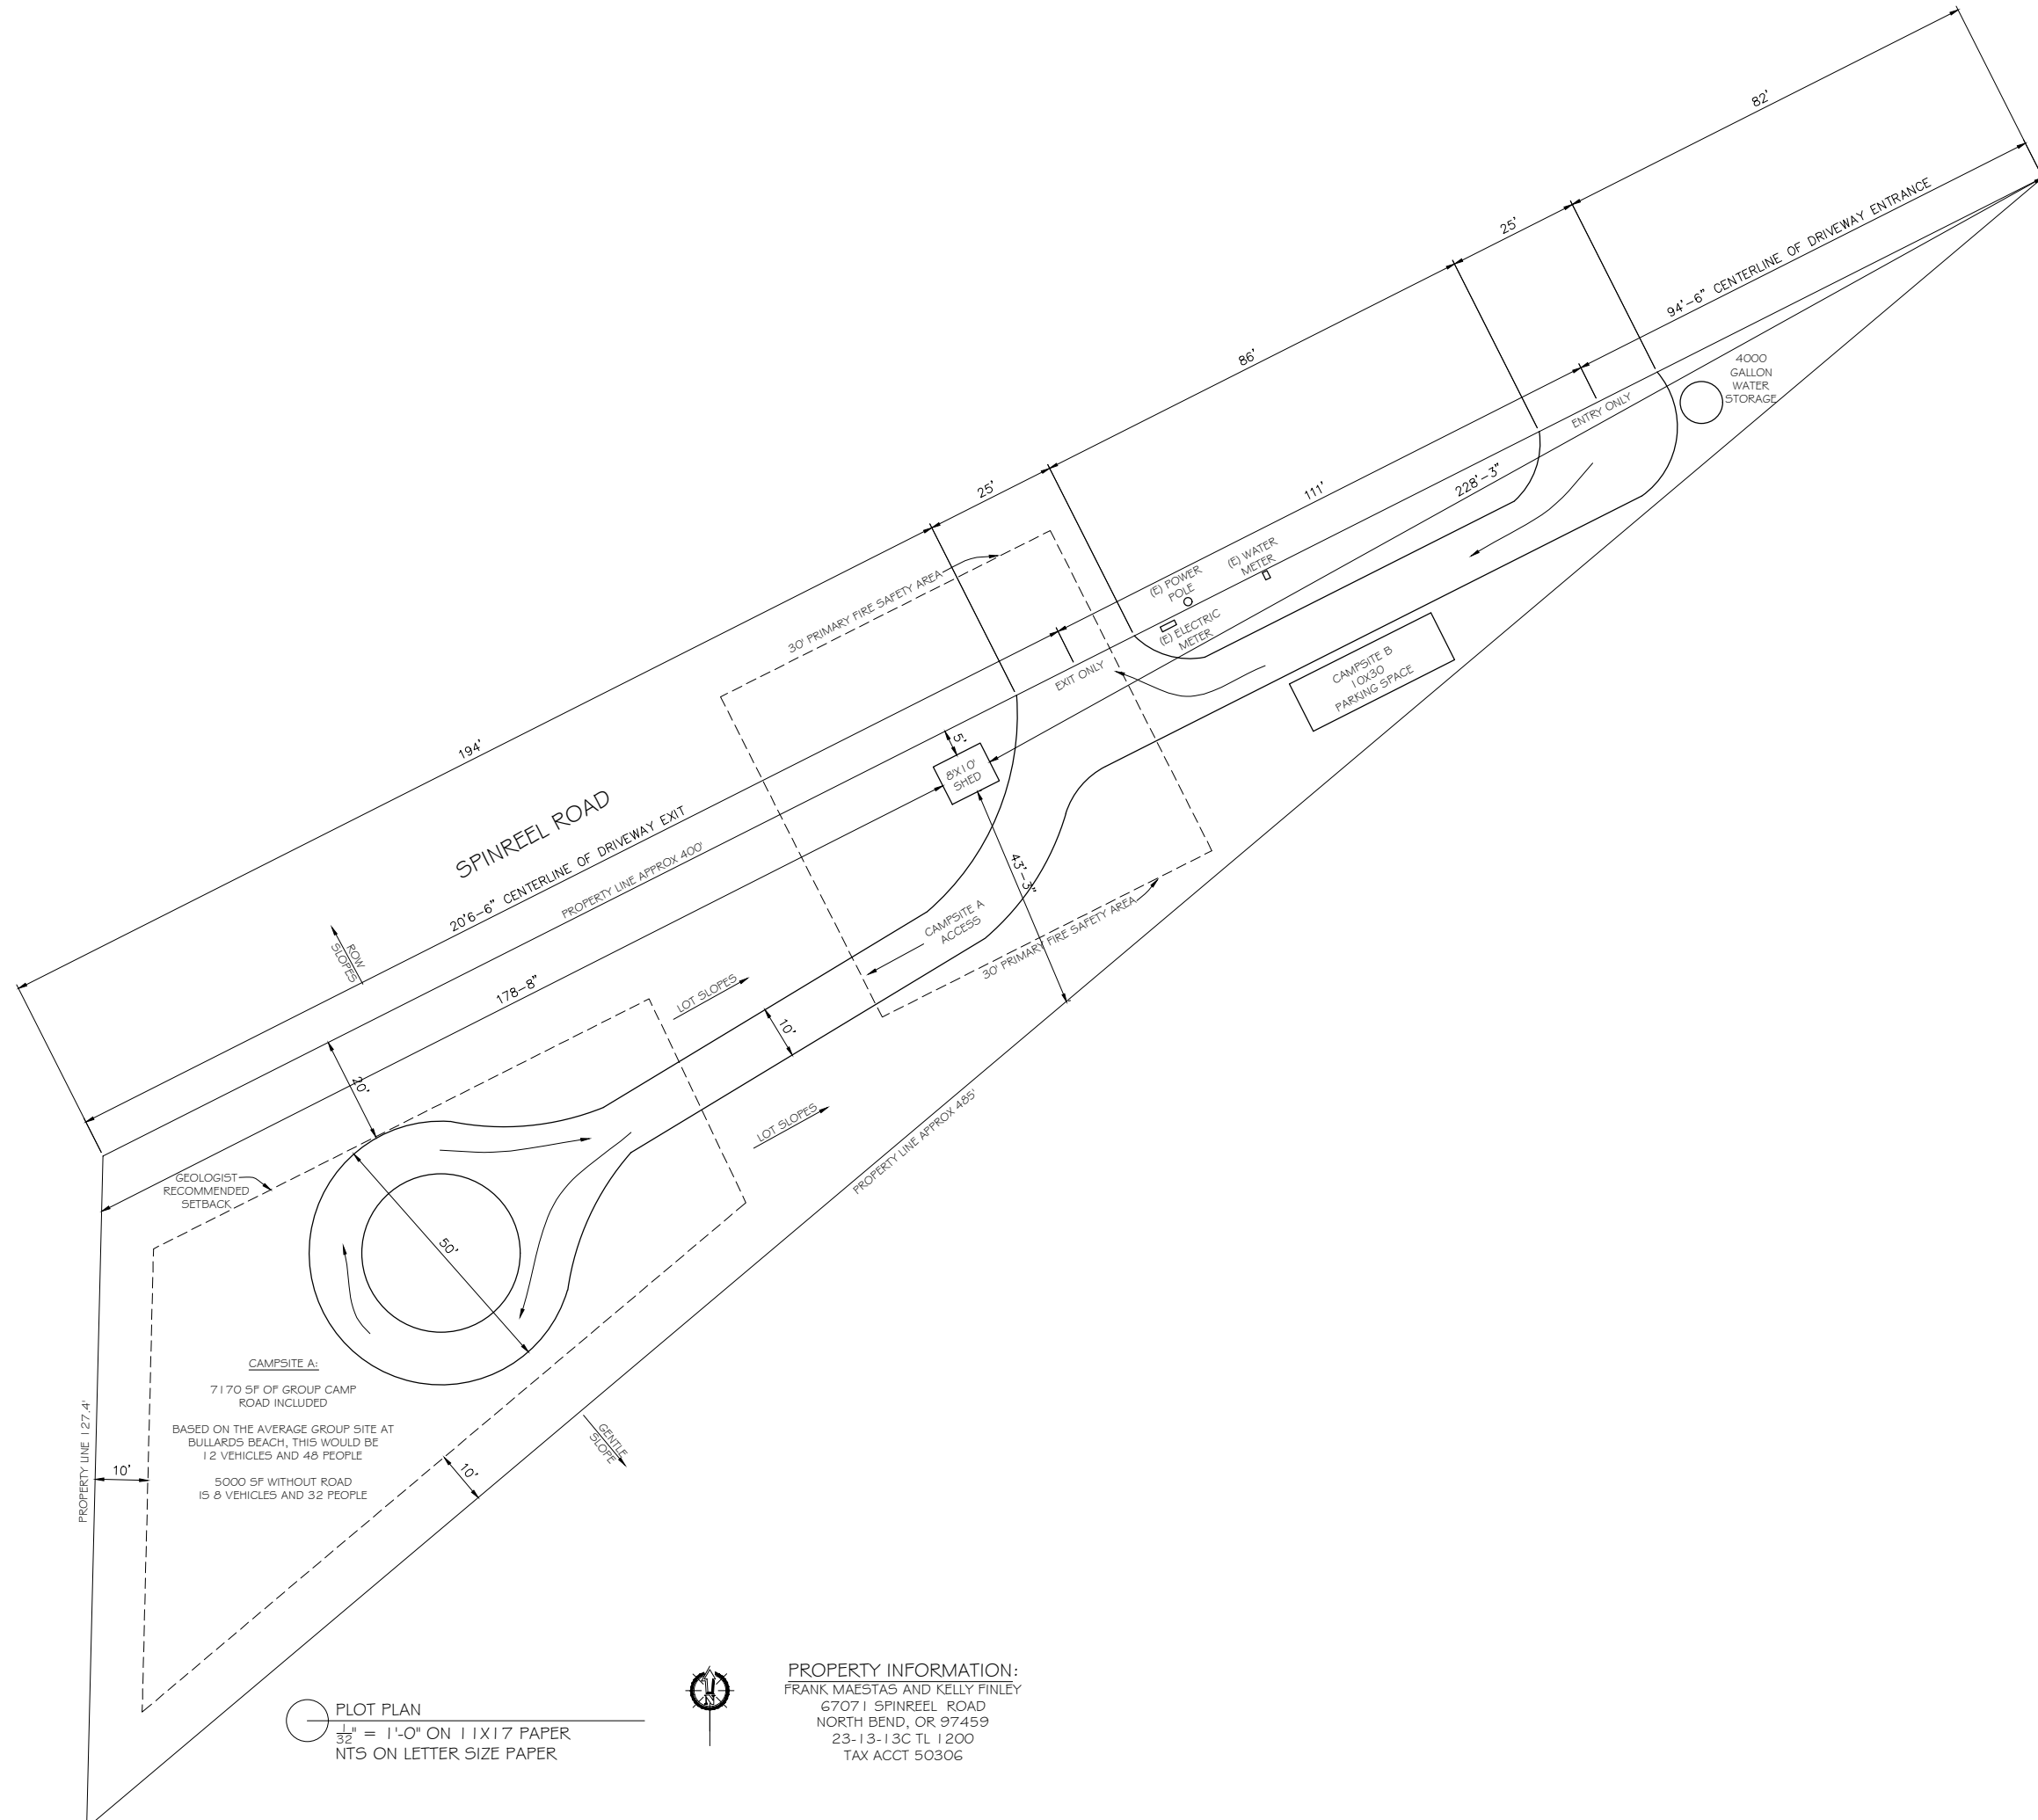 82'
25'
94'-6" CENTERLINE OF DRIVEWAY ENTRANCE
86'
4000
GALLON
WATER
STORAGE
ENTRY ONLY
25'
111'
228'-3"
(E) WATER
METER
(E) POWER
POLE
(E) ELECTRIC
METER
30' PRIMARY FIRE SAFETY AREA
EXIT ONLY
CAMPSITE B
10X30
PARKING SPACE
194'
5'
8'X10'
SHED
SPINREEL ROAD
20'6-6" CENTERLINE OF DRIVEWAY EXIT
PROPERTY LINE APPROX 400'
43'-3"
CAMPSITE A
ACCESS
30' PRIMARY FIRE SAFETY AREA
ROW
SLOPES
178-8"
LOT SLOPES
10'
20'
LOT SLOPES
PROPERTY LINE APPROX 485'
GEOLOGIST
RECOMMENDED
SETBACK
50'
CAMPSITE A:
7170 SF OF GROUP CAMP
ROAD INCLUDED
BASED ON THE AVERAGE GROUP SITE AT
BULLARDS BEACH, THIS WOULD BE
12 VEHICLES AND 48 PEOPLE
5000 SF WITHOUT ROAD
IS 8 VEHICLES AND 32 PEOPLE
PROPERTY LINE 127.4'
10'
GENTLE
SLOPE
10'
PLOT PLAN
1/32" = 1'-0" ON 11X17 PAPER
NTS ON LETTER SIZE PAPER
N
PROPERTY INFORMATION:
FRANK MAESTAS AND KELLY FINLEY
67071 SPINREEL ROAD
NORTH BEND, OR 97459
23-13-13C TL 1200
TAX ACCT 50306